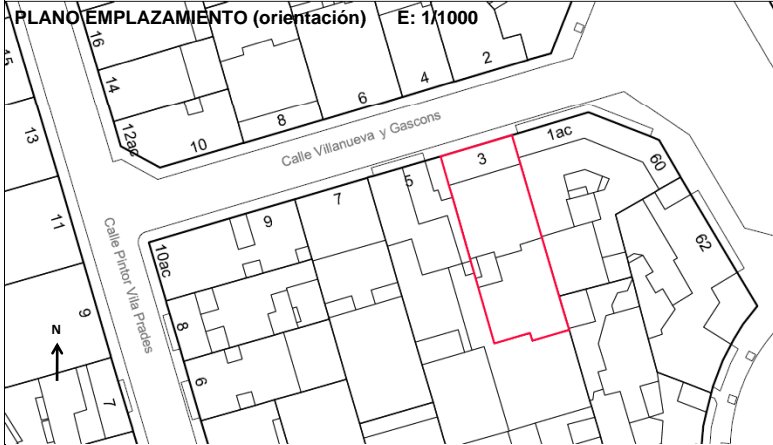 PLANO EMPLAZAMIENTO (orientación) E: 1/1000
15
16
14
12ac
10
8
6
4
2
13
11
9
7
Calle Villanueva y Gascons
Calle Pintor Vila Prades
10ac
9
7
5
3
1ac
60
62
8
6
N